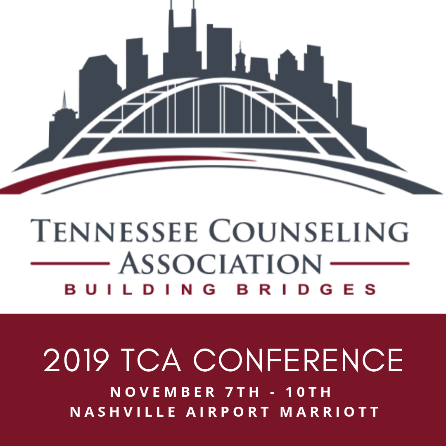 TENNESSEE COUNSELING
ASSOCIATION
BUILDING BRIDGES
2019 TCA CONFERENCE
NOVEMBER 7TH - 10TH
NASHVILLE AIRPORT MARRIOTT